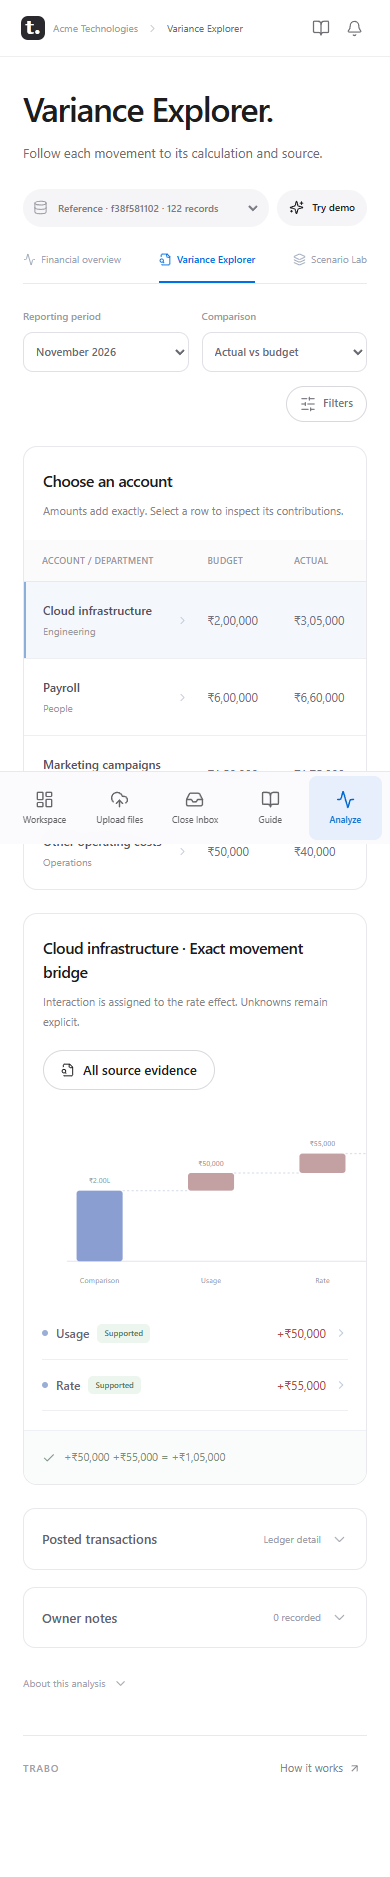 t.
Acme Technologies
Variance Explorer
Variance Explorer.
Follow each movement to its calculation and source.
Reference · f38f581102 · 122 records
Try demo
Financial overview
Variance Explorer
Scenario Lab
Reporting period
Comparison
November 2026
Actual vs budget
Filters
Choose an account
Amounts add exactly. Select a row to inspect its contributions.
ACCOUNT / DEPARTMENT
BUDGET
ACTUAL
Cloud infrastructure
Engineering
₹2,00,000
₹3,05,000
Payroll
People
₹6,00,000
₹6,60,000
Marketing campaigns
Workspace
Upload files
Close Inbox
Guide
Analyze
Other operating costs
Operations
₹50,000
₹40,000
Cloud infrastructure · Exact movement
bridge
Interaction is assigned to the rate effect. Unknowns remain
explicit.
All source evidence
₹2.00L
₹50,000
₹55,000
Comparison
Usage
Rate
Usage
Supported
+₹50,000
Rate
Supported
+₹55,000
+₹50,000 +₹55,000 = +₹1,05,000
Posted transactions
Ledger detail
Owner notes
0 recorded
About this analysis
TRABO
How it works